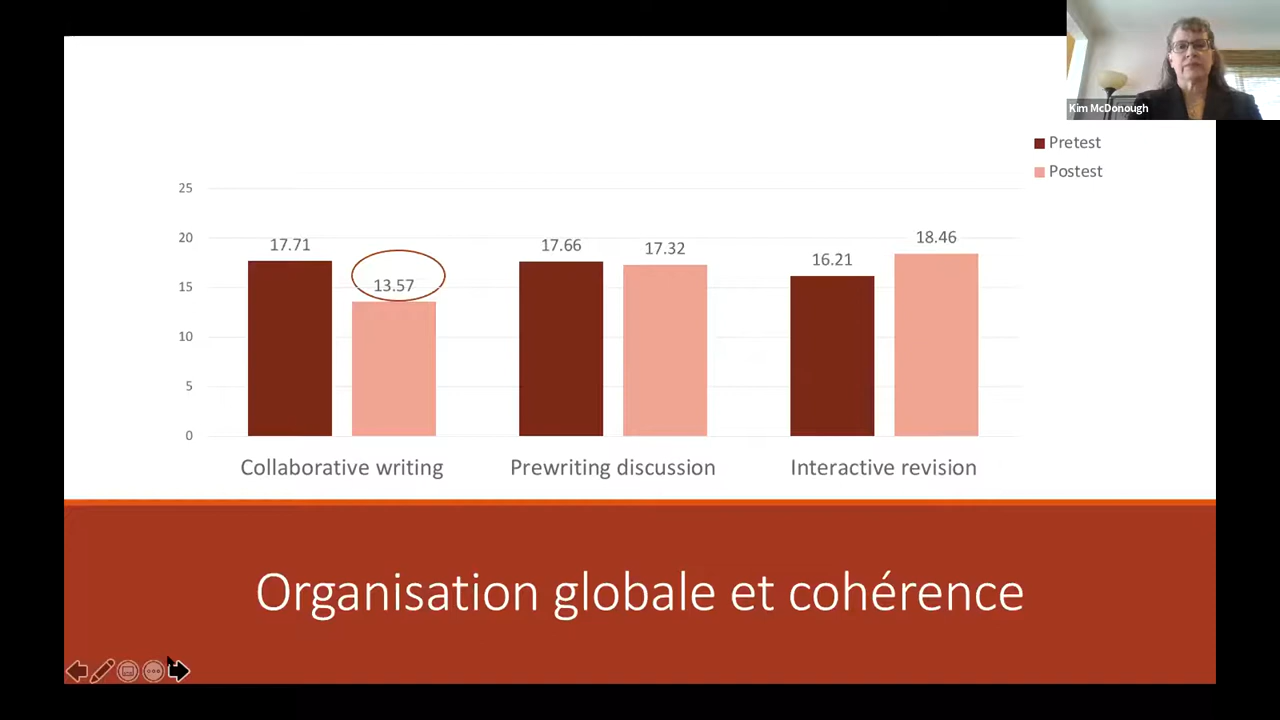 Kim McDonough
Pretest
Postest
25
20
15
10
5
0
17.71
13.57
17.66
17.32
16.21
18.46
Collaborative writing
Prewriting discussion
Interactive revision
Organisation globale et cohérence